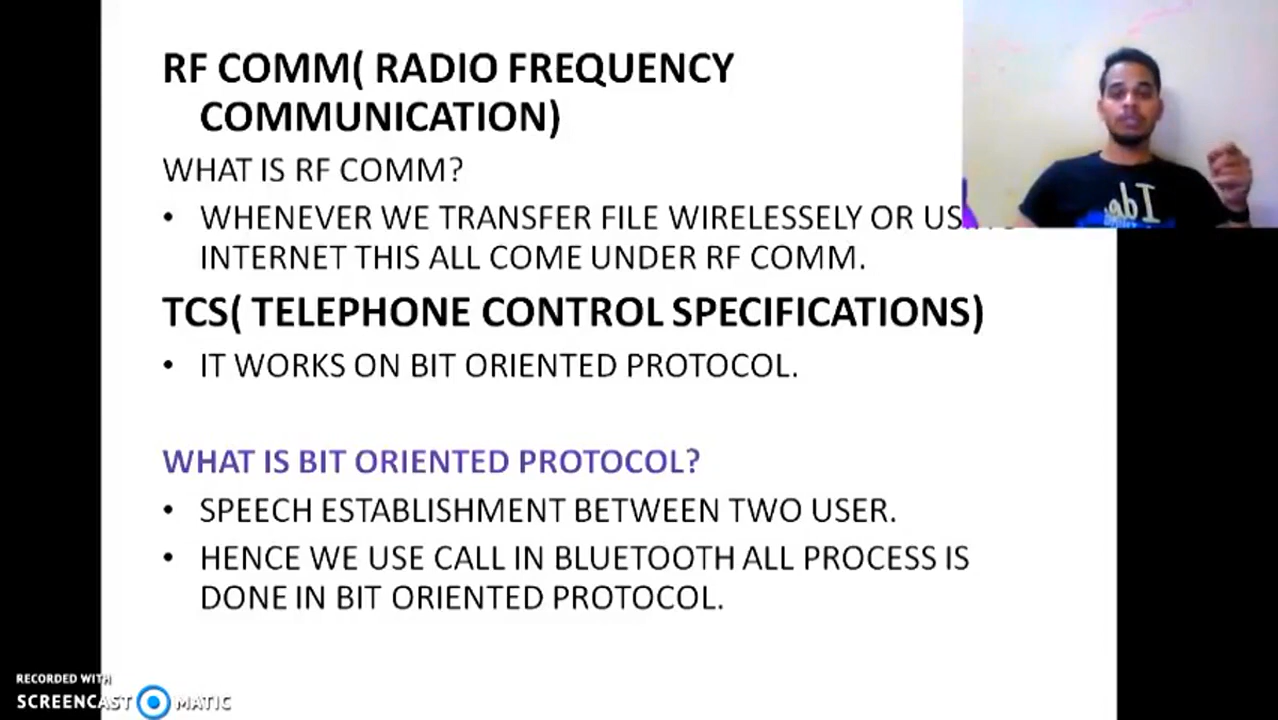 RF COMM( RADIO FREQUENCY
COMMUNICATION)
WHAT IS RF COMM?
• WHENEVER WE TRANSFER FILE WIRELESSELY OR
INTERNET THIS ALL COME UNDER RF COMM.
TCS( TELEPHONE CONTROL SPECIFICATIONS)
• IT WORKS ON BIT ORIENTED PROTOCOL.
WHAT IS BIT ORIENTED PROTOCOL?
• SPEECH ESTABLISHMENT BETWEEN TWO USER.
• HENCE WE USE CALL IN BLUETOOTH ALL PROCESS IS
DONE IN BIT ORIENTED PROTOCOL.
RECORDED WITH
SCREENCAST MATIC